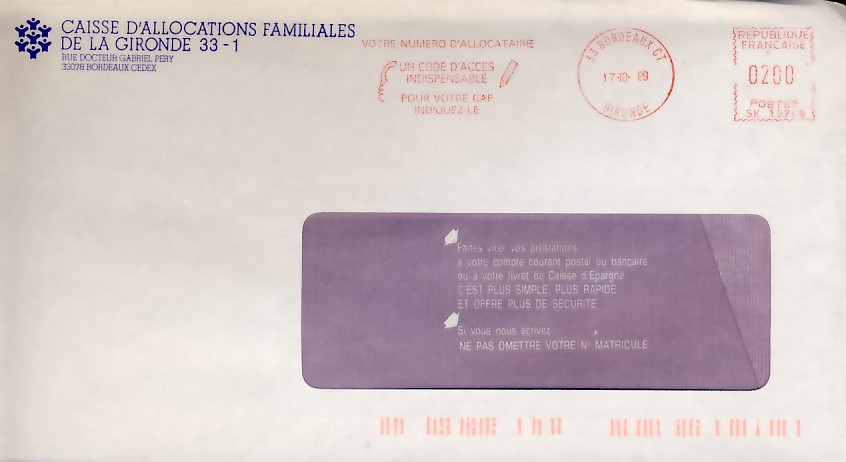 CAISSE D'ALLOCATIONS FAMILIALES
DE LA GIRONDE 33-1
RUE DOCTEUR GABRIEL PERY
33078 BORDEAUX CEDEX
VOTRE NUMERO D'ALLOCATAIRE
UN CODE D'ACCES
INDISPENSABLE
POUR VOTRE CAF
INDIQUEZ-LE
33 BORDEAUX CT
GIRONDE
REPUBLIQUE
FRANCAISE
0200
POSTES
SK
Faites virer vos prestations
à votre compte courant postal ou bancaire
ou à votre livret de Caisse d'Epargne
C'EST PLUS SIMPLE, PLUS RAPIDE
ET OFFRE PLUS DE SECURITE
Si vous nous écrivez
NE PAS OMETTRE VOTRE N° MATRICULE